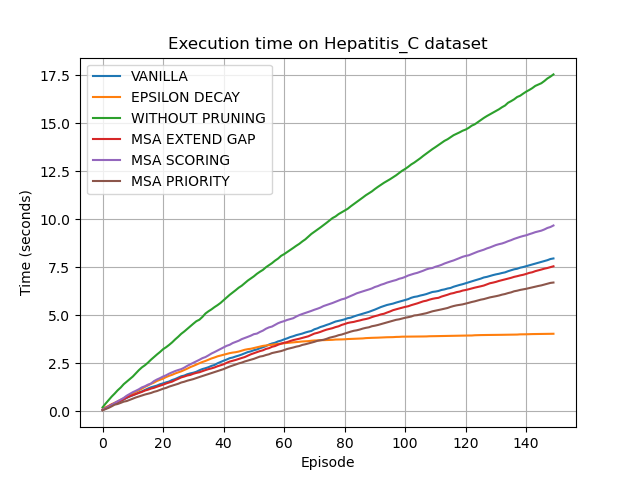 Execution time on Hepatitis_C dataset
VANILLA
EPSILON DECAY
WITHOUT PRUNING
MSA EXTEND GAP
MSA SCORING
MSA PRIORITY
Time (seconds)
17.5
15.0
12.5
10.0
7.5
5.0
2.5
0.0
0 20 40 60 80 100 120 140
Episode